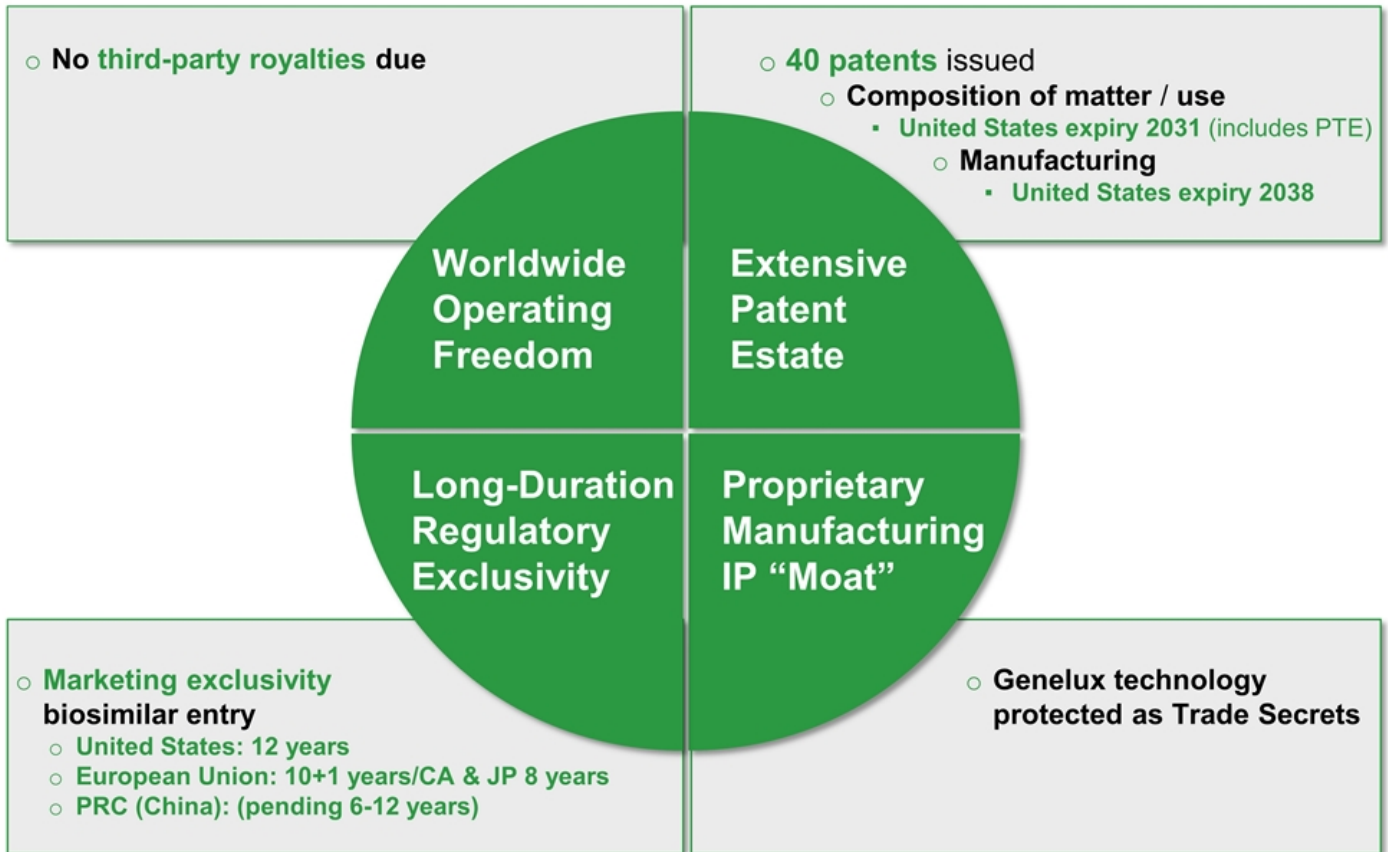 ○ No third-party royalties due
○ 40 patents issued
○ Composition of matter / use
▪ United States expiry 2031 (includes PTE)
○ Manufacturing
▪ United States expiry 2038
Worldwide
Operating
Freedom
Extensive
Patent
Estate
Long-Duration
Regulatory
Exclusivity
Proprietary
Manufacturing
IP “Moat”
○ Marketing exclusivity
biosimilar entry
○ United States: 12 years
○ European Union: 10+1 years/CA & JP 8 years
○ PRC (China): (pending 6-12 years)
○ Genelux technology
protected as Trade Secrets